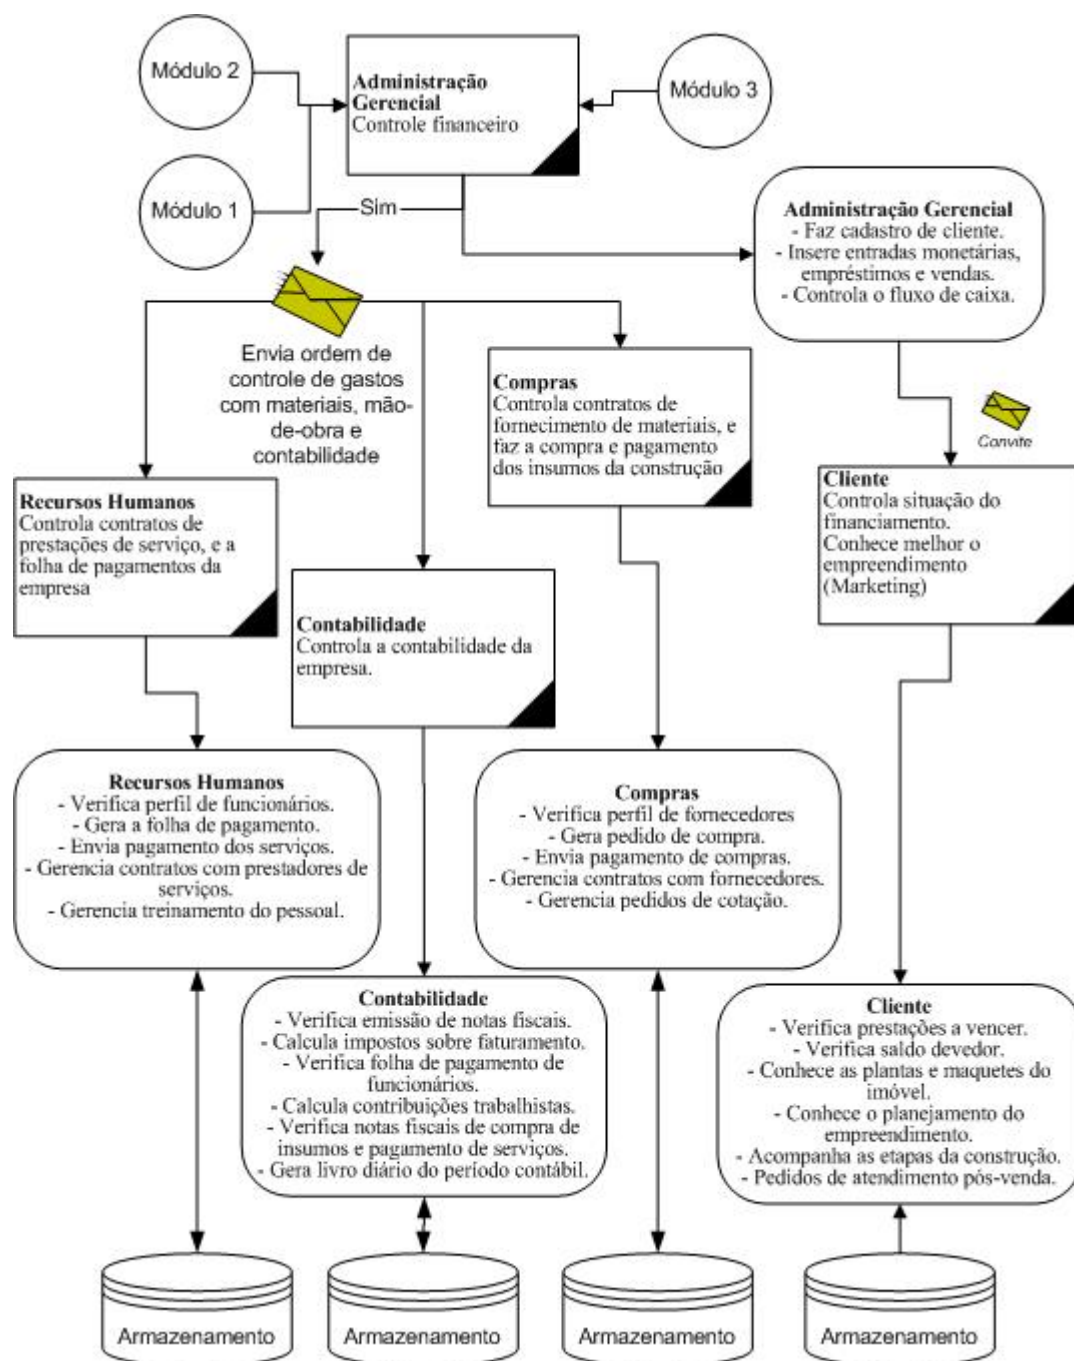 Módulo 2
Administração
Gerencial
Controle financeiro
Módulo 3
Módulo 1
Sim
Administração Gerencial
- Faz cadastro de cliente.
- Insere entradas monetárias,
empréstimos e vendas.
- Controla o fluxo de caixa.
Envia ordem de
controle de gastos
com materiais, mão-
de-obra e
contabilidade
Compras
Controla contratos de
fornecimento de materiais, e
faz a compra e pagamento
dos insumos da construção
Convite
Recursos Humanos
Controla contratos de
prestações de serviço, e a
folha de pagamentos da
empresa
Cliente
Controla situação do
financiamento.
Conhece melhor o
empreendimento
(Marketing)
Contabilidade
Controla a contabilidade da
empresa.
Recursos Humanos
- Verifica perfil de funcionários.
- Gera a folha de pagamento.
- Envia pagamento dos serviços.
- Gerencia contratos com prestadores de
serviços.
- Gerencia treinamento do pessoal.
Compras
- Verifica perfil de fornecedores
- Gera pedido de compra.
- Envia pagamento de compras.
- Gerencia contratos com fornecedores.
- Gerencia pedidos de cotação.
Contabilidade
- Verifica emissão de notas fiscais.
- Calcula impostos sobre faturamento.
- Verifica folha de pagamento de
funcionários.
- Calcula contribuições trabalhistas.
- Verifica notas fiscais de compra de
insumos e pagamento de serviços.
- Gera livro diário do período contábil.
Cliente
- Verifica prestações a vencer.
- Verifica saldo devedor.
- Conhece as plantas e maquetes do
imóvel.
- Conhece o planejamento do
empreendimento.
- Acompanha as etapas da construção.
- Pedidos de atendimento pós-venda.
Armazenamento
Armazenamento
Armazenamento
Armazenamento